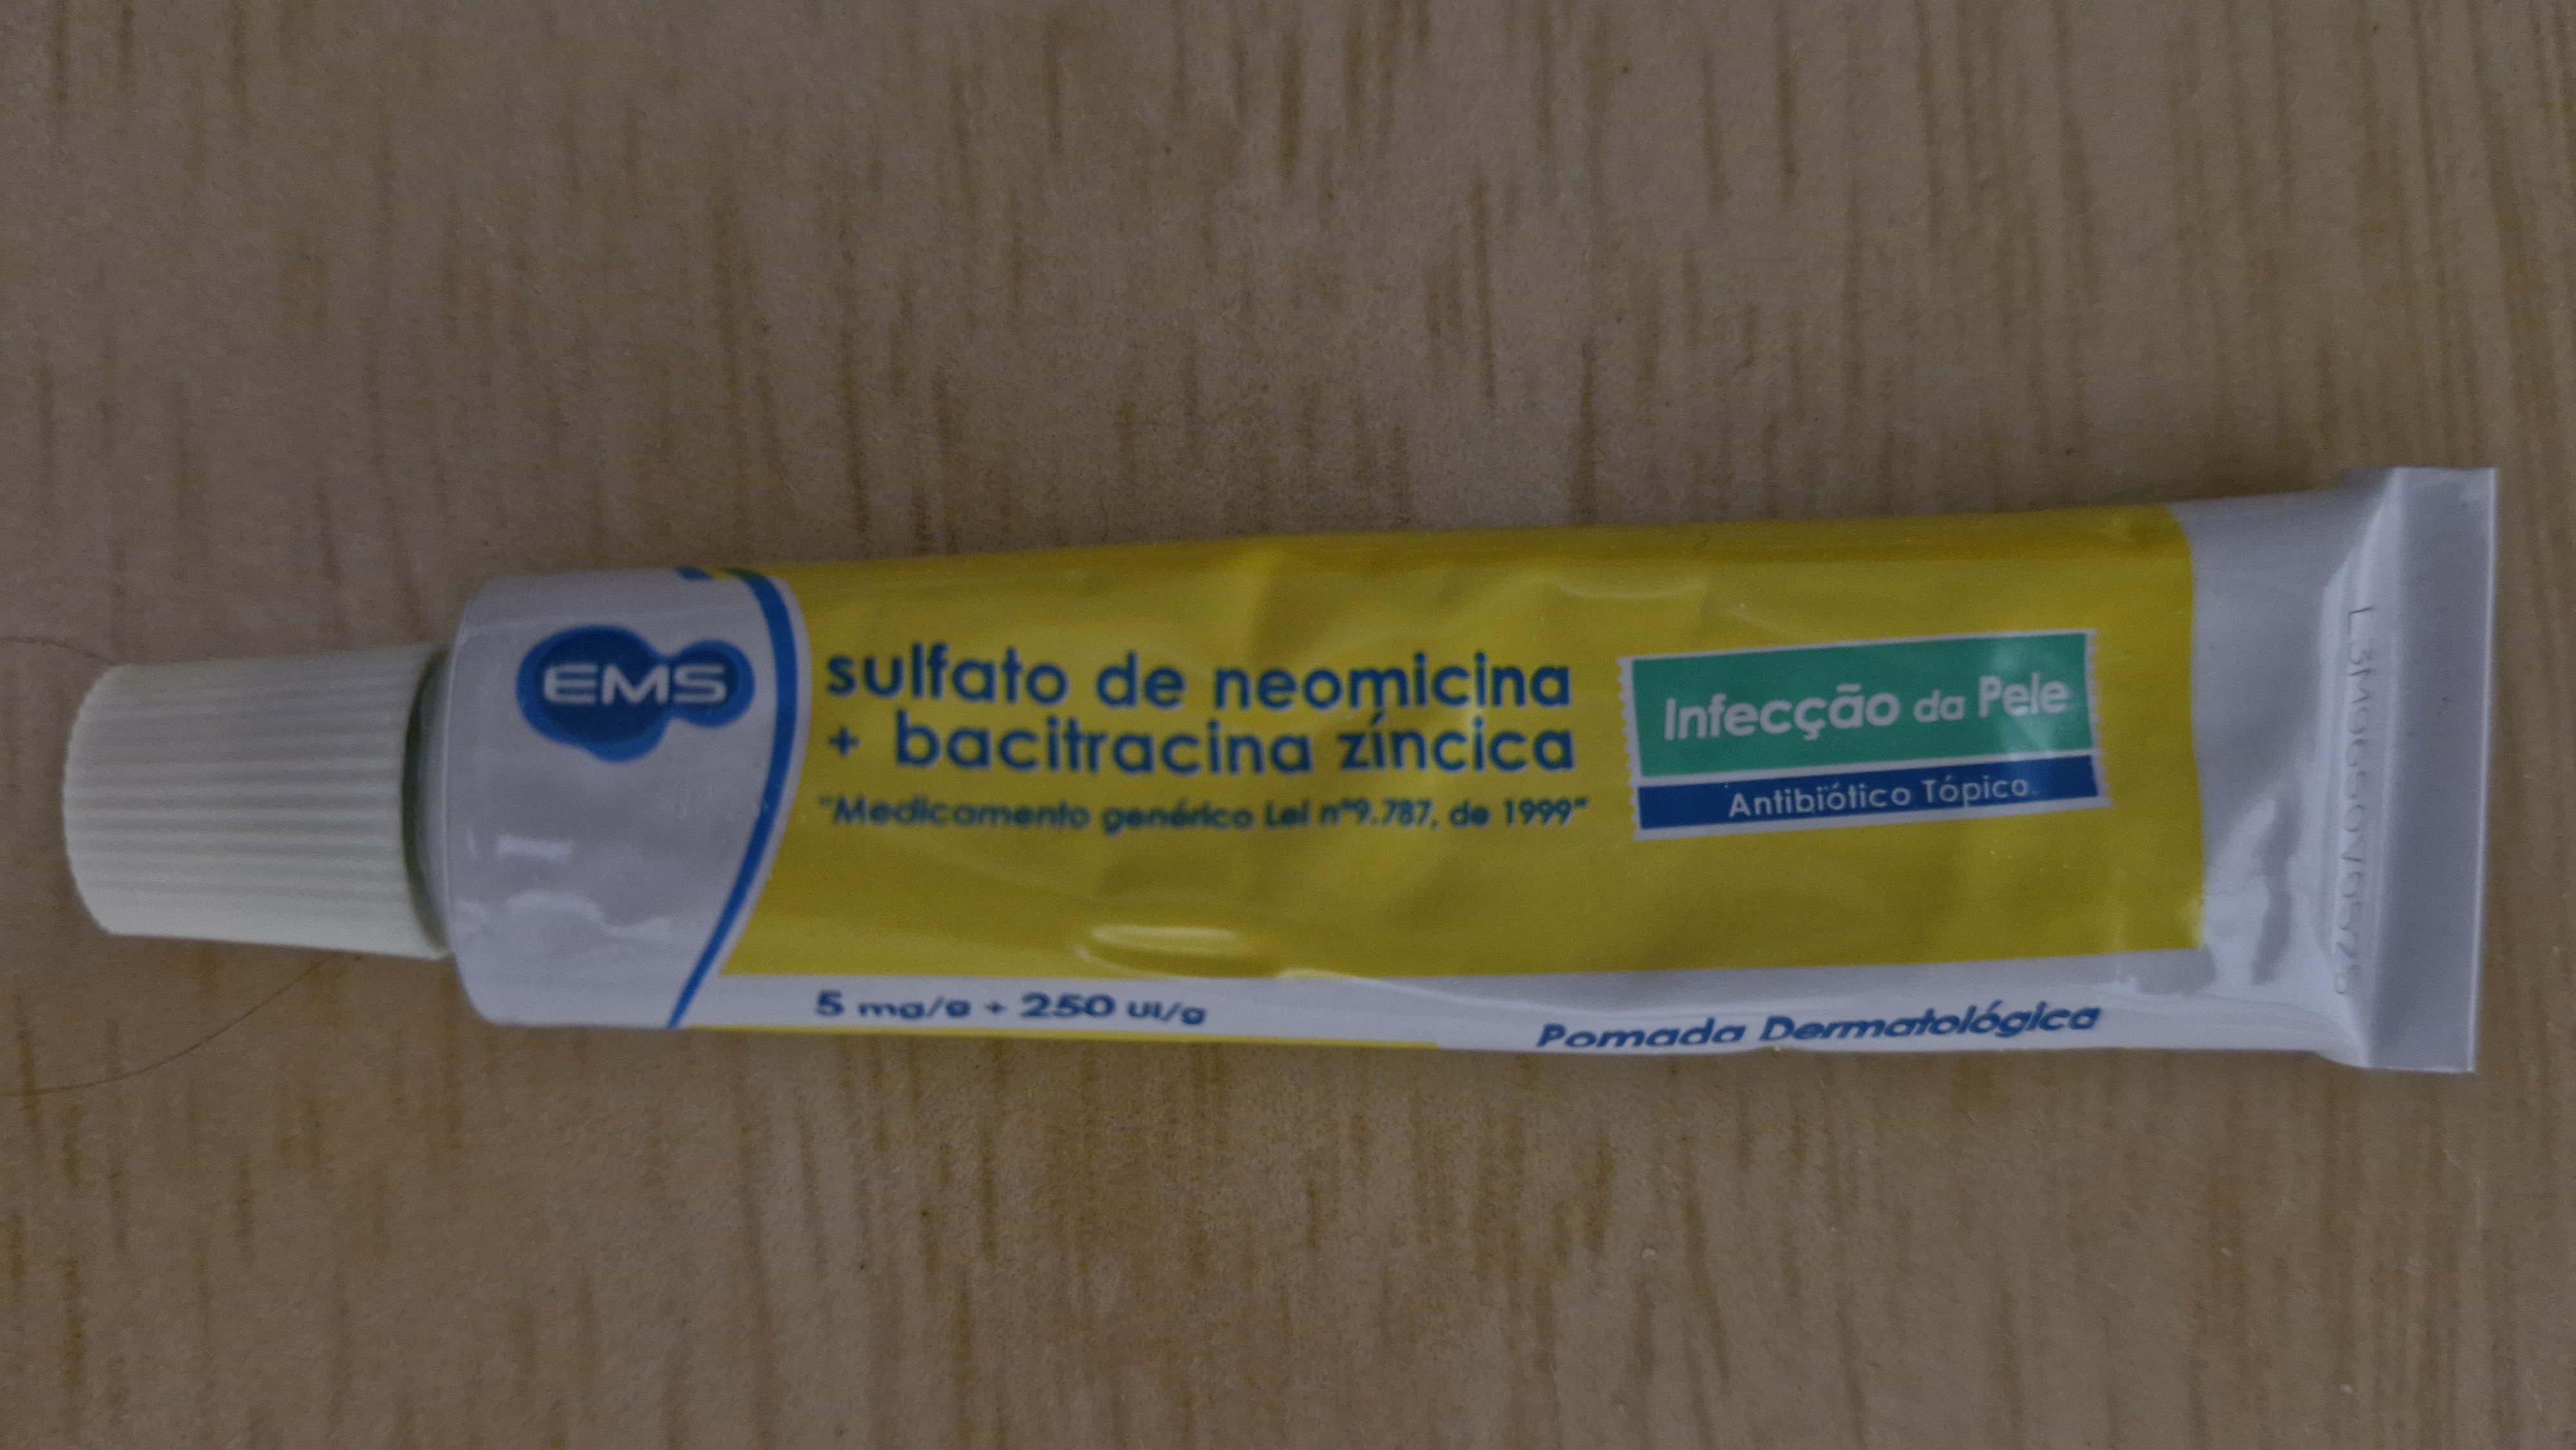 EMS
sulfato de neomicina
+ bacitracina zíncica
"Medicamento genérico Lei nº9.787, de 1999"
Infecção da Pele
Antibiótico Tópico
5 mg/g + 250 UI/g
Pomada Dermatológica